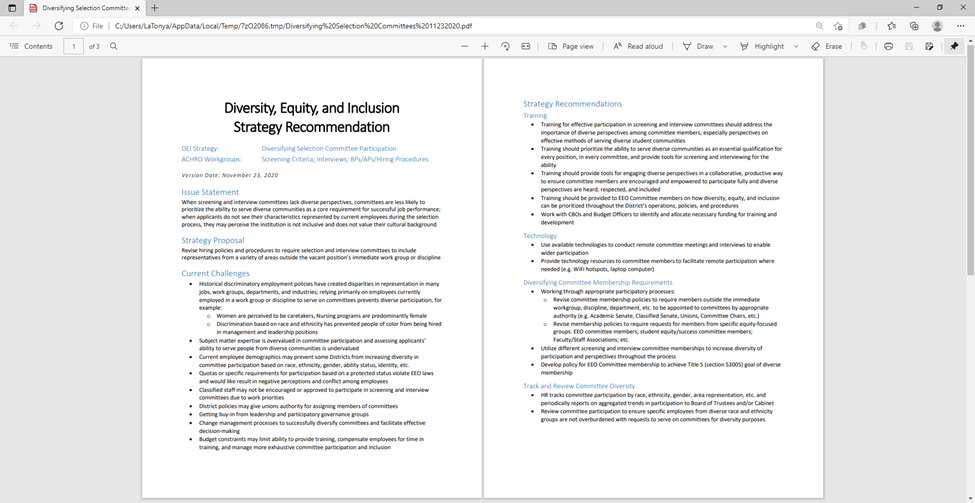 Diversifying Selection Committe
File
C:/Users/LaTonya/AppData/Local/Temp/7zO2086.tmp/Diversifying%20Selection%20Committees%2011232020.pdf
Contents
1
of 3
Page view
Read aloud
Draw
Highlight
Erase
Diversity, Equity, and Inclusion
Strategy Recommendation
DEI Strategy: Diversifying Selection Committee Participation
ACHRO Workgroups: Screening Criteria; Interviews; BPs/APs/Hiring Procedures
Version Date: November 23, 2020
Issue Statement
When screening and interview committees lack diverse perspectives, committees are less likely to
prioritize the ability to serve diverse communities as a core requirement for successful job performance;
when applicants do not see their characteristics represented by current employees during the selection
process, they may perceive the institution is not inclusive and does not value their cultural background
Strategy Proposal
Revise hiring policies and procedures to require selection and interview committees to include
representatives from a variety of areas outside the vacant position's immediate work group or discipline
Current Challenges
• Historical discriminatory employment policies have created disparities in representation in many
jobs, work groups, departments, and industries; relying primarily on employees currently
employed in a work group or discipline to serve on committees prevents diverse participation, for
example:
o Women are perceived to be caretakers, Nursing programs are predominantly female
o Discrimination based on race and ethnicity has prevented people of color from being hired
in management and leadership positions
• Subject matter expertise is overvalued in committee participation and assessing applicants'
ability to serve people from diverse communities is undervalued
• Current employee demographics may prevent some Districts from increasing diversity in
committee participation based on race, ethnicity, gender, ability status, identity, etc.
• Quotas or specific requirements for participation based on a protected status violate EEO laws
and would like result in negative perceptions and conflict among employees
• Classified staff may not be encouraged or approved to participate in screening and interview
committees due to work priorities
• District policies may give unions authority for assigning members of committees
• Getting buy-in from leadership and participatory governance groups
• Change management processes to successfully diversify committees and facilitate effective
decision-making
• Budget constraints may limit ability to provide training, compensate employees for time in
training, and manage more exhaustive committee participation and inclusion
Strategy Recommendations
Training
• Training for effective participation in screening and interview committees should address the
importance of diverse perspectives among committee members; especially perspectives on
effective methods of serving diverse student communities
• Training should prioritize the ability to serve diverse communities as an essential qualification for
every position, in every committee, and provide tools for screening and interviewing for the
ability
• Training should provide tools for engaging diverse perspectives in a collaborative, productive way
to ensure committee members are encouraged and empowered to participate fully and diverse
perspectives are heard, respected, and included
• Training should be provided to EEO Committee members on how diversity, equity, and inclusion
can be prioritized throughout the District's operations, policies, and procedures
• Work with CBOs and Budget Officers to identify and allocate necessary funding for training and
development
Technology
• Use available technologies to conduct remote committee meetings and interviews to enable
wider participation
• Provide technology resources to committee members to facilitate remote participation where
needed (e.g. WiFi hotspots, laptop computer)
Diversifying Committee Membership Requirements
• Working through appropriate participatory processes:
o Revise committee membership policies to require members outside the immediate
workgroup, discipline, department, etc. to be appointed to committees by appropriate
authority (e.g. Academic Senate, Classified Senate, Unions, Committee Chairs, etc.)
o Revise membership policies to require requests for members from specific equity-focused
groups: EEO committee members; student equity/success committee members;
Faculty/Staff Associations; etc.
• Utilize different screening and interview committee memberships to increase diversity of
participation and perspectives throughout the process
• Develop policy for EEO Committee membership to achieve Title 5 (section 53005) goal of diverse
membership
Track and Review Committee Diversity
• HR tracks committee participation by race, ethnicity, gender, area representation, etc. and
periodically reports on aggregated trends in participation to Board of Trustees and/or Cabinet
• Review committee participation to ensure specific employees from diverse race and ethnicity
groups are not overburdened with requests to serve on committees for diversity purposes